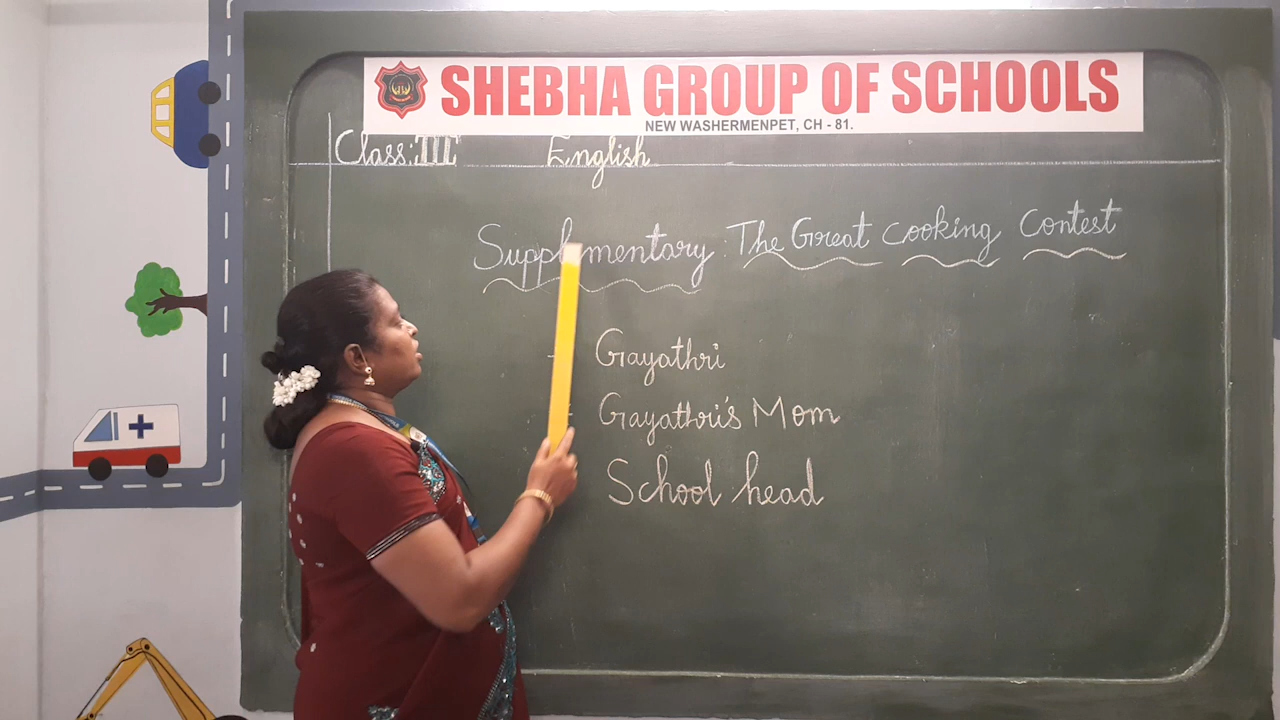 SHEBHA GROUP OF SCHOOLS
NEW WASHERMENPET, CH - 81.
Class: III English
Supplementary : The Great Cooking Contest
- Gayathri
- Gayathri's Mom
School head